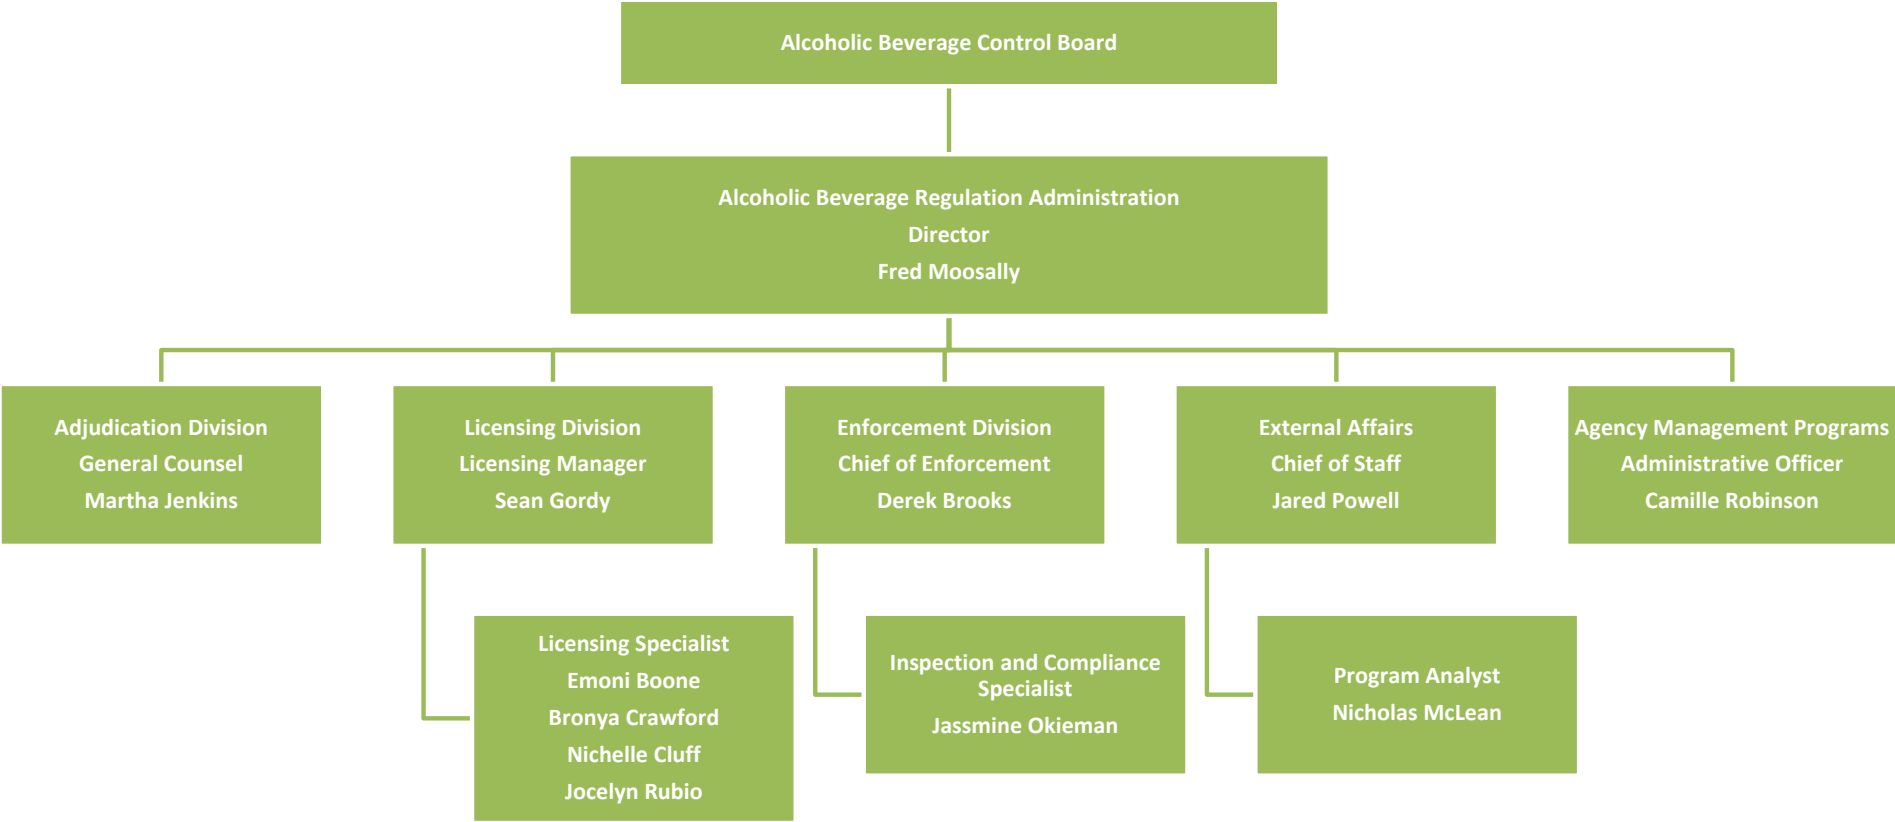 Alcoholic Beverage Control Board
Alcoholic Beverage Regulation Administration
Director
Fred Moosally
Adjudication Division
General Counsel
Martha Jenkins
Licensing Division
Licensing Manager
Sean Gordy
Enforcement Division
Chief of Enforcement
Derek Brooks
External Affairs
Chief of Staff
Jared Powell
Agency Management Programs
Administrative Officer
Camille Robinson
Licensing Specialist
Emoni Boone
Bronya Crawford
Nichelle Cluff
Jocelyn Rubio
Inspection and Compliance
Specialist
Jassmine Okieman
Program Analyst
Nicholas McLean